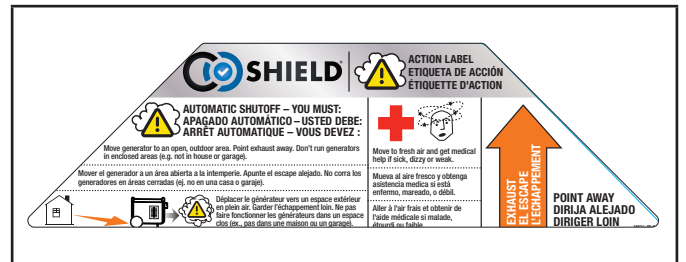 CO SHIELD®
ACTION LABEL
ETIQUETA DE ACCIÓN
ÉTIQUETTE D'ACTION
AUTOMATIC SHUTOFF – YOU MUST:
APAGADO AUTOMÁTICO – USTED DEBE:
ARRÊT AUTOMATIQUE – VOUS DEVEZ :
Move generator to an open, outdoor area. Point exhaust away. Don't run generators
in enclosed areas (e.g. not in house or garage).
Mover el generador a un área abierta a la intemperie. Apunte el escape alejado. No corra los
generadores en áreas cerradas (ej. no en una casa o garaje).
Déplacer le générateur vers un espace extérieur
en plein air. Garder l'échappement loin. Ne pas
faire fonctionner les générateurs dans un espace
clos (ex., pas dans une maison ou un garage).
Move to fresh air and get medical
help if sick, dizzy or weak.
Mueva al aire fresco y obtenga
asistencia medica si está
enfermo, mareado, o débil.
Aller à l'air frais et obtenir de
l'aide médicale si malade,
étourdi ou faible.
EXHAUST
EL ESCAPE
L'ÉCHAPPEMENT
POINT AWAY
DIRIJA ALEJADO
DIRIGER LOIN